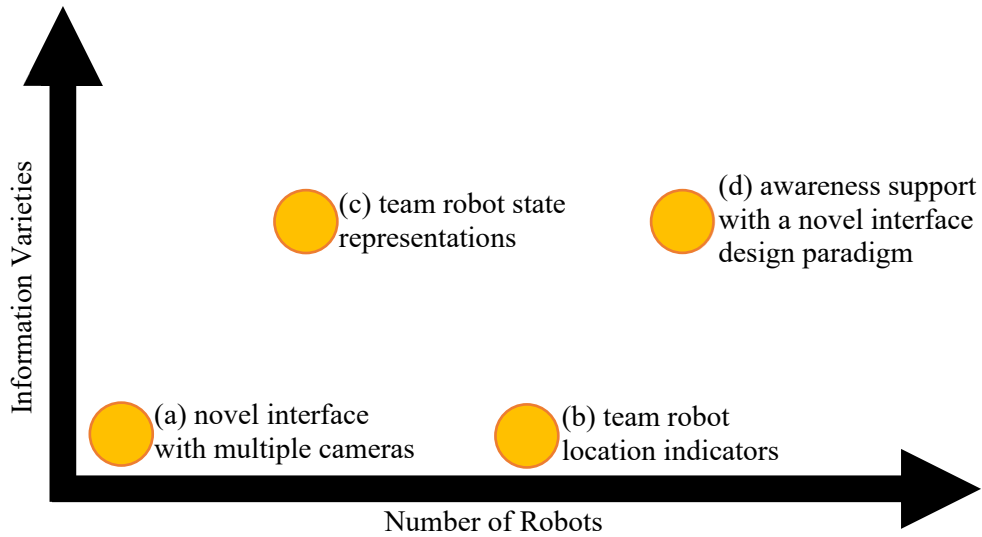 (d) awareness support
with a novel interface
design paradigm
(c) team robot state
representations
Information Varieties
(a) novel interface
with multiple cameras
(b) team robot
location indicators
Number of Robots